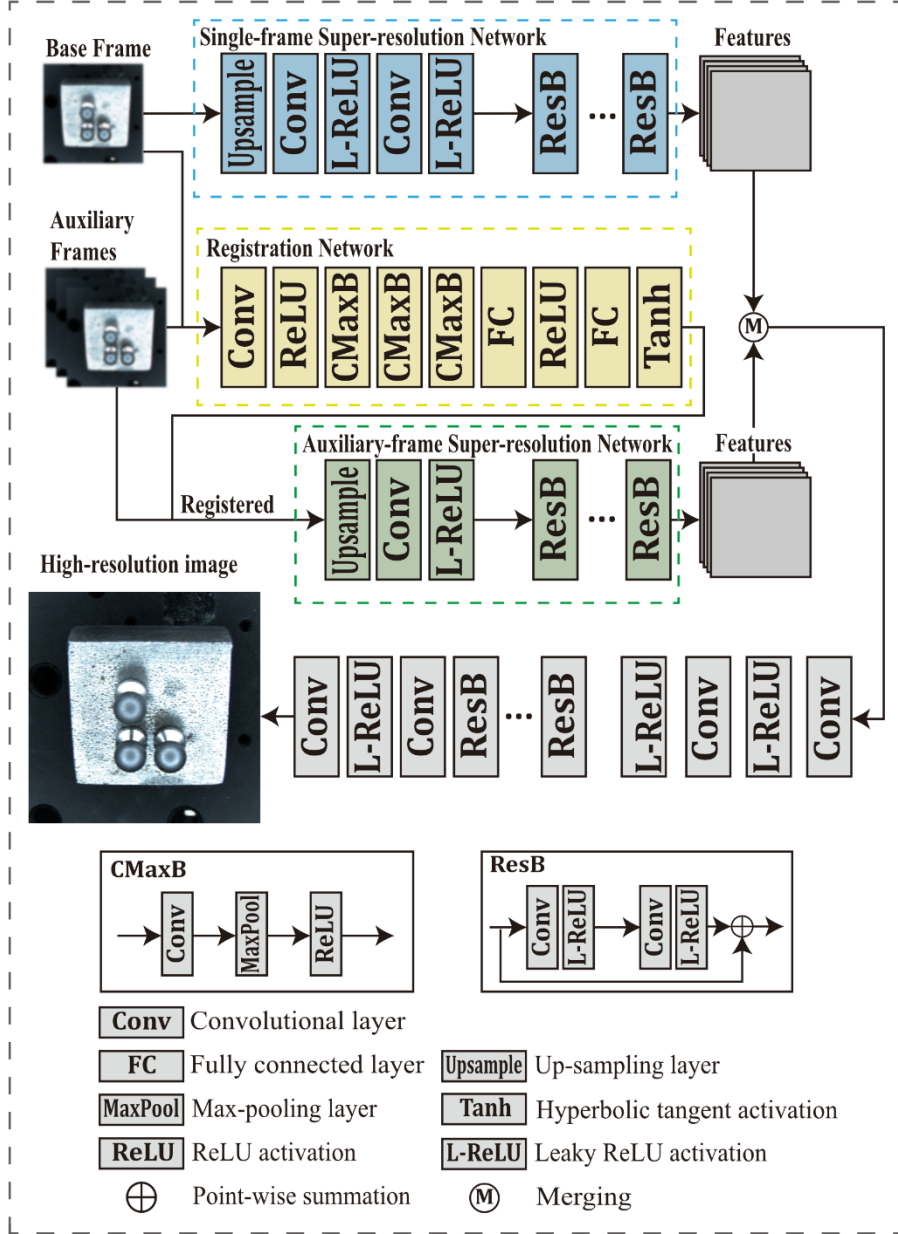 Base Frame
Single-frame Super-resolution Network
Features
Upsample
Conv
L-ReLU
Conv
L-ReLU
ResB
...
ResB
Auxiliary
Frames
Registration Network
Conv
ReLU
CMaxB
CMaxB
CMaxB
FC
ReLU
FC
Tanh
M
Auxiliary-frame Super-resolution Network
Features
Registered
Upsample
Conv
L-ReLU
ResB
...
ResB
High-resolution image
Conv
L-ReLU
Conv
ResB
...
ResB
L-ReLU
Conv
L-ReLU
Conv
CMaxB
Conv
MaxPool
ReLU
ResB
Conv
L-ReLU
Conv
L-ReLU
Conv Convolutional layer
FC Fully connected layer
Upsample Up-sampling layer
MaxPool Max-pooling layer
Tanh Hyperbolic tangent activation
ReLU ReLU activation
L-ReLU Leaky ReLU activation
Point-wise summation
M Merging